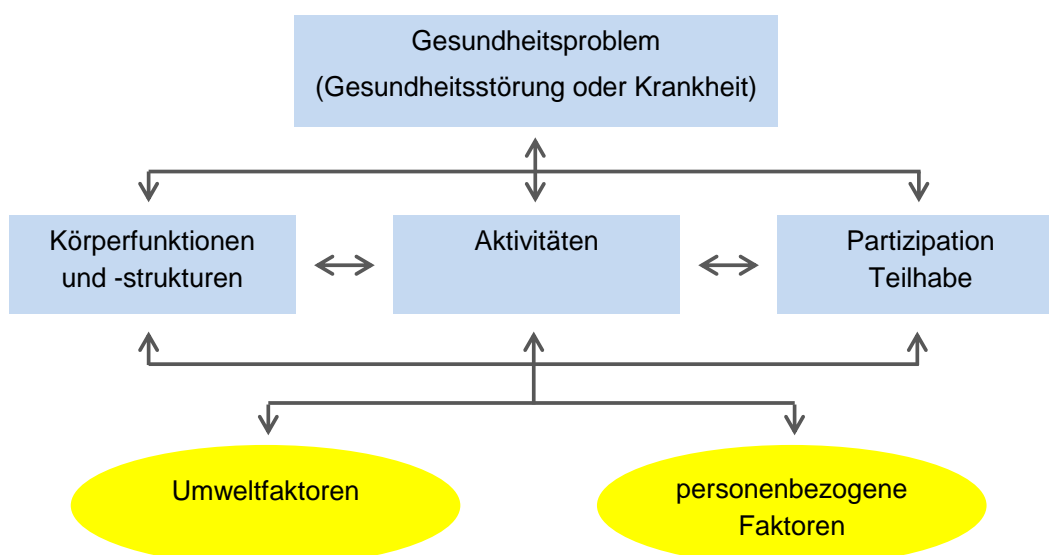 Gesundheitsproblem
(Gesundheitsstörung oder Krankheit)
Körperfunktionen
und -strukturen
Aktivitäten
Partizipation
Teilhabe
Umweltfaktoren
personenbezogene
Faktoren